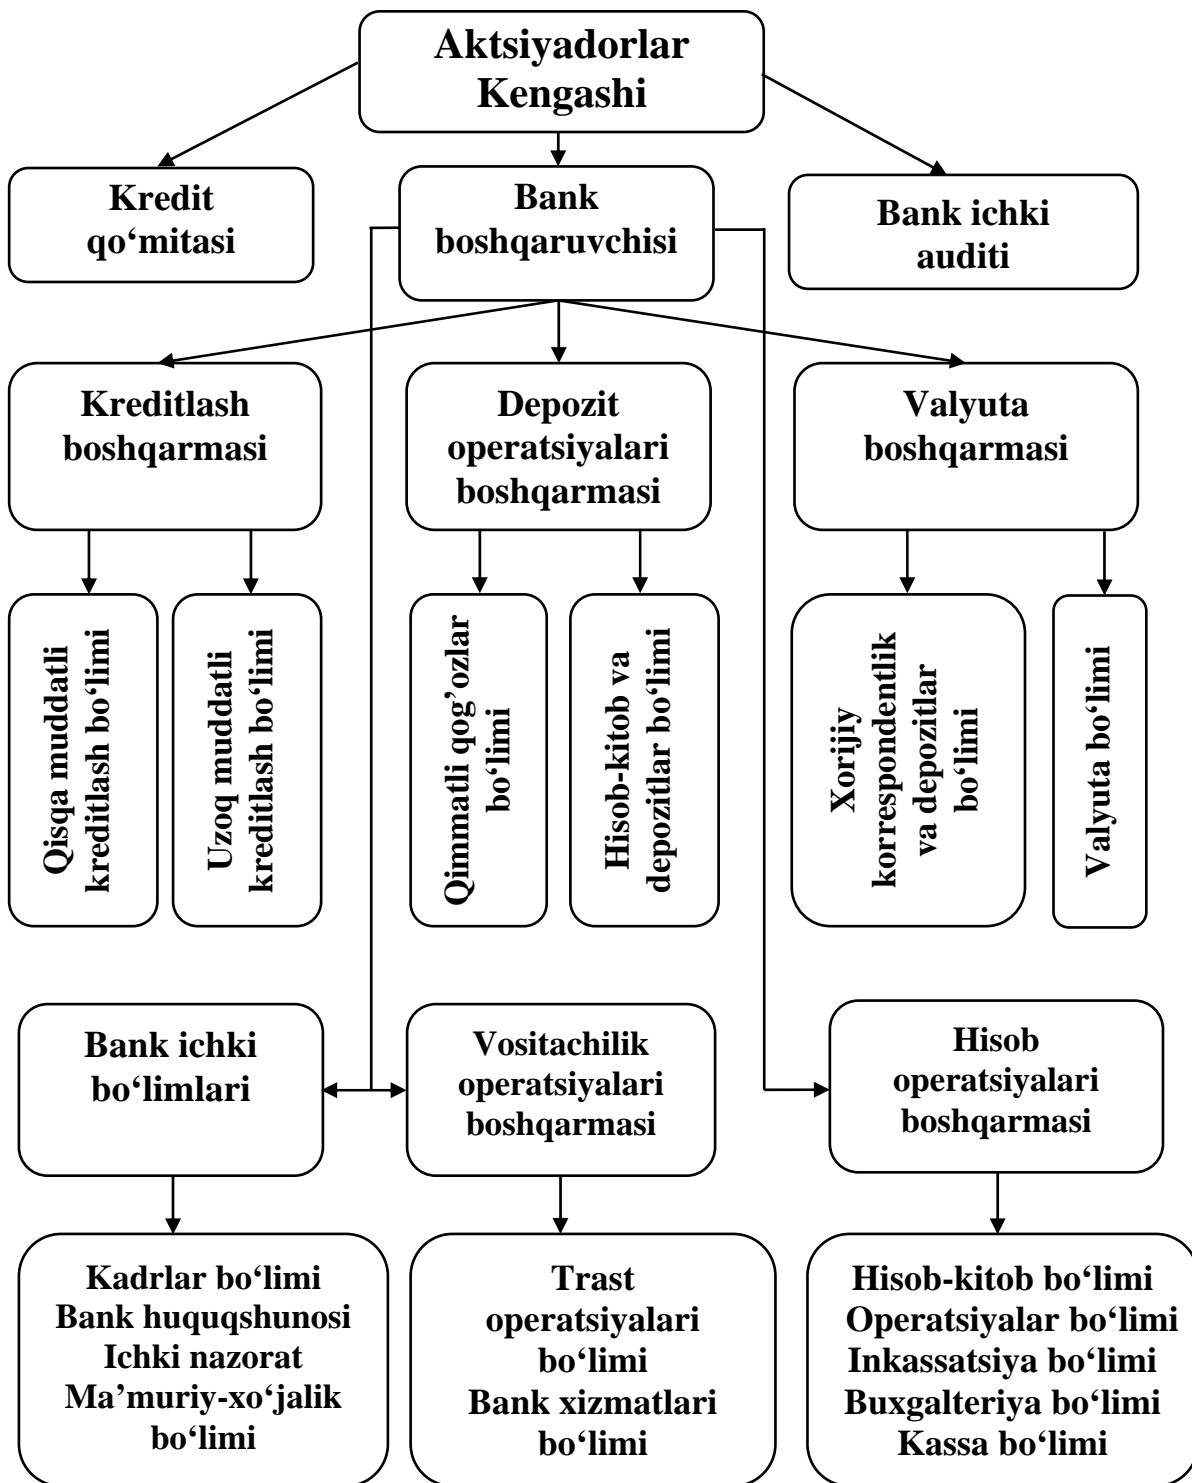 Aktsiyadorlar
Kengashi
Kredit
qo‘mitasi
Bank
boshqaruvchisi
Bank ichki
auditi
Kreditlash
boshqarmasi
Depozit
operatsiyalari
boshqarmasi
Valyuta
boshqarmasi
Qisqa muddatli
kreditlash bo‘limi
Uzoq muddatli
kreditlash bo‘limi
Qimmatli qog’ozlar
bo‘limi
Hisob-kitob va
depozitlar bo‘limi
Xorijiy
korrespondentlik
va depozitlar
bo‘limi
Valyuta bo‘limi
Bank ichki
bo‘limlari
Vositachilik
operatsiyalari
boshqarmasi
Hisob
operatsiyalari
boshqarmasi
Kadrlar bo‘limi
Bank huquqshunosi
Ichki nazorat
Ma’muriy-xo‘jalik
bo‘limi
Trast
operatsiyalari
bo‘limi
Bank xizmatlari
bo‘limi
Hisob-kitob bo‘limi
Operatsiyalar bo‘limi
Inkassatsiya bo‘limi
Buxgalteriya bo‘limi
Kassa bo‘limi